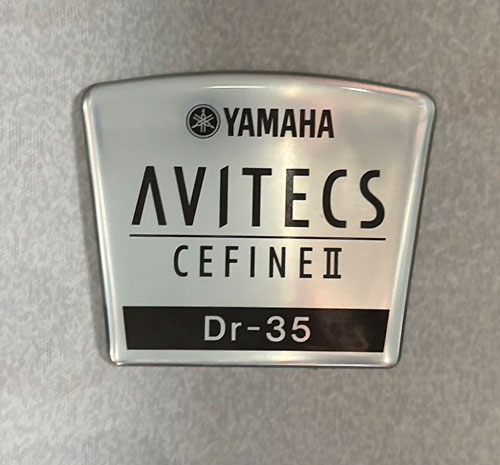 YAMAHA
AVITECS
CEFINE II
Dr-35